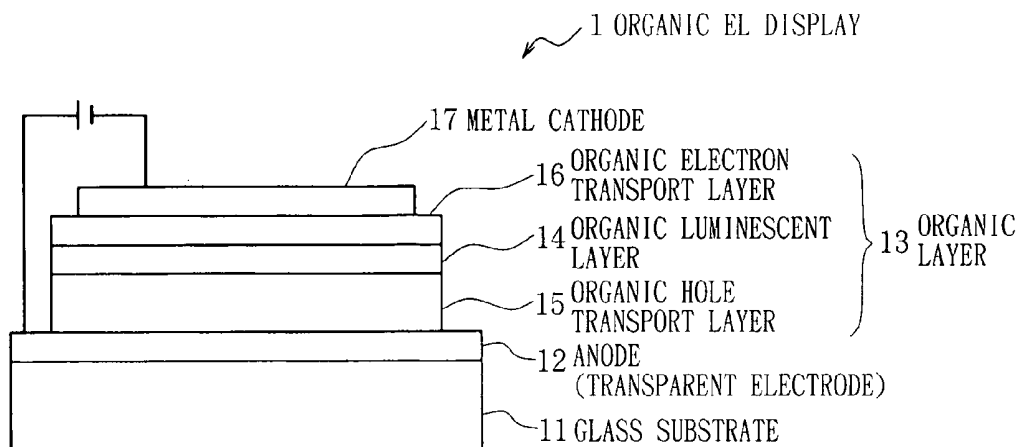 1 ORGANIC EL DISPLAY
17 METAL CATHODE
16 ORGANIC ELECTRON
TRANSPORT LAYER
14 ORGANIC LUMINESCENT
LAYER
13 ORGANIC
LAYER
15 ORGANIC HOLE
TRANSPORT LAYER
12 ANODE
(TRANSPARENT ELECTRODE)
11 GLASS SUBSTRATE